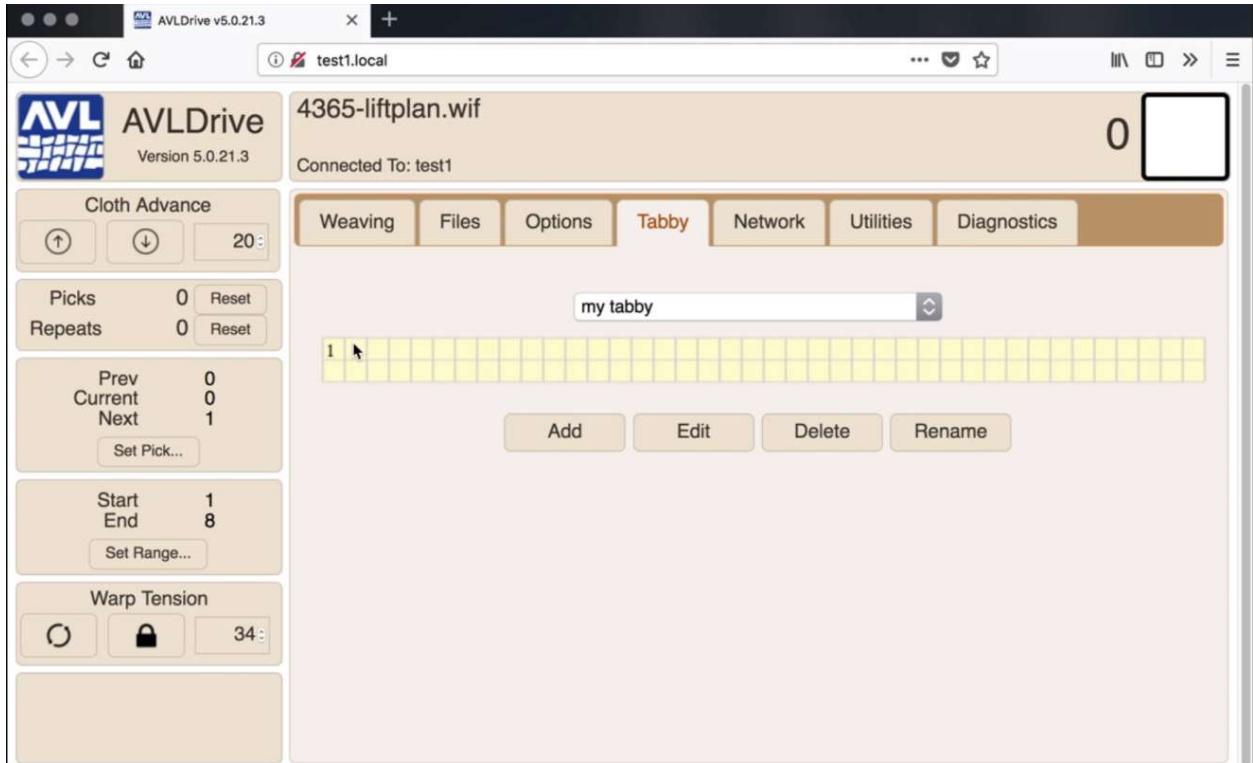 AVLDrive v5.0.21.3
test1.local
AVL
AVLDrive
Version 5.0.21.3
4365-liftplan.wif
Connected To: test1
0
Cloth Advance
20
Picks 0 Reset
Repeats 0 Reset
Prev 0
Current 0
Next 1
Set Pick...
Start 1
End 8
Set Range...
Warp Tension
34
Weaving Files Options Tabby Network Utilities Diagnostics
my tabby
1
Add Edit Delete Rename